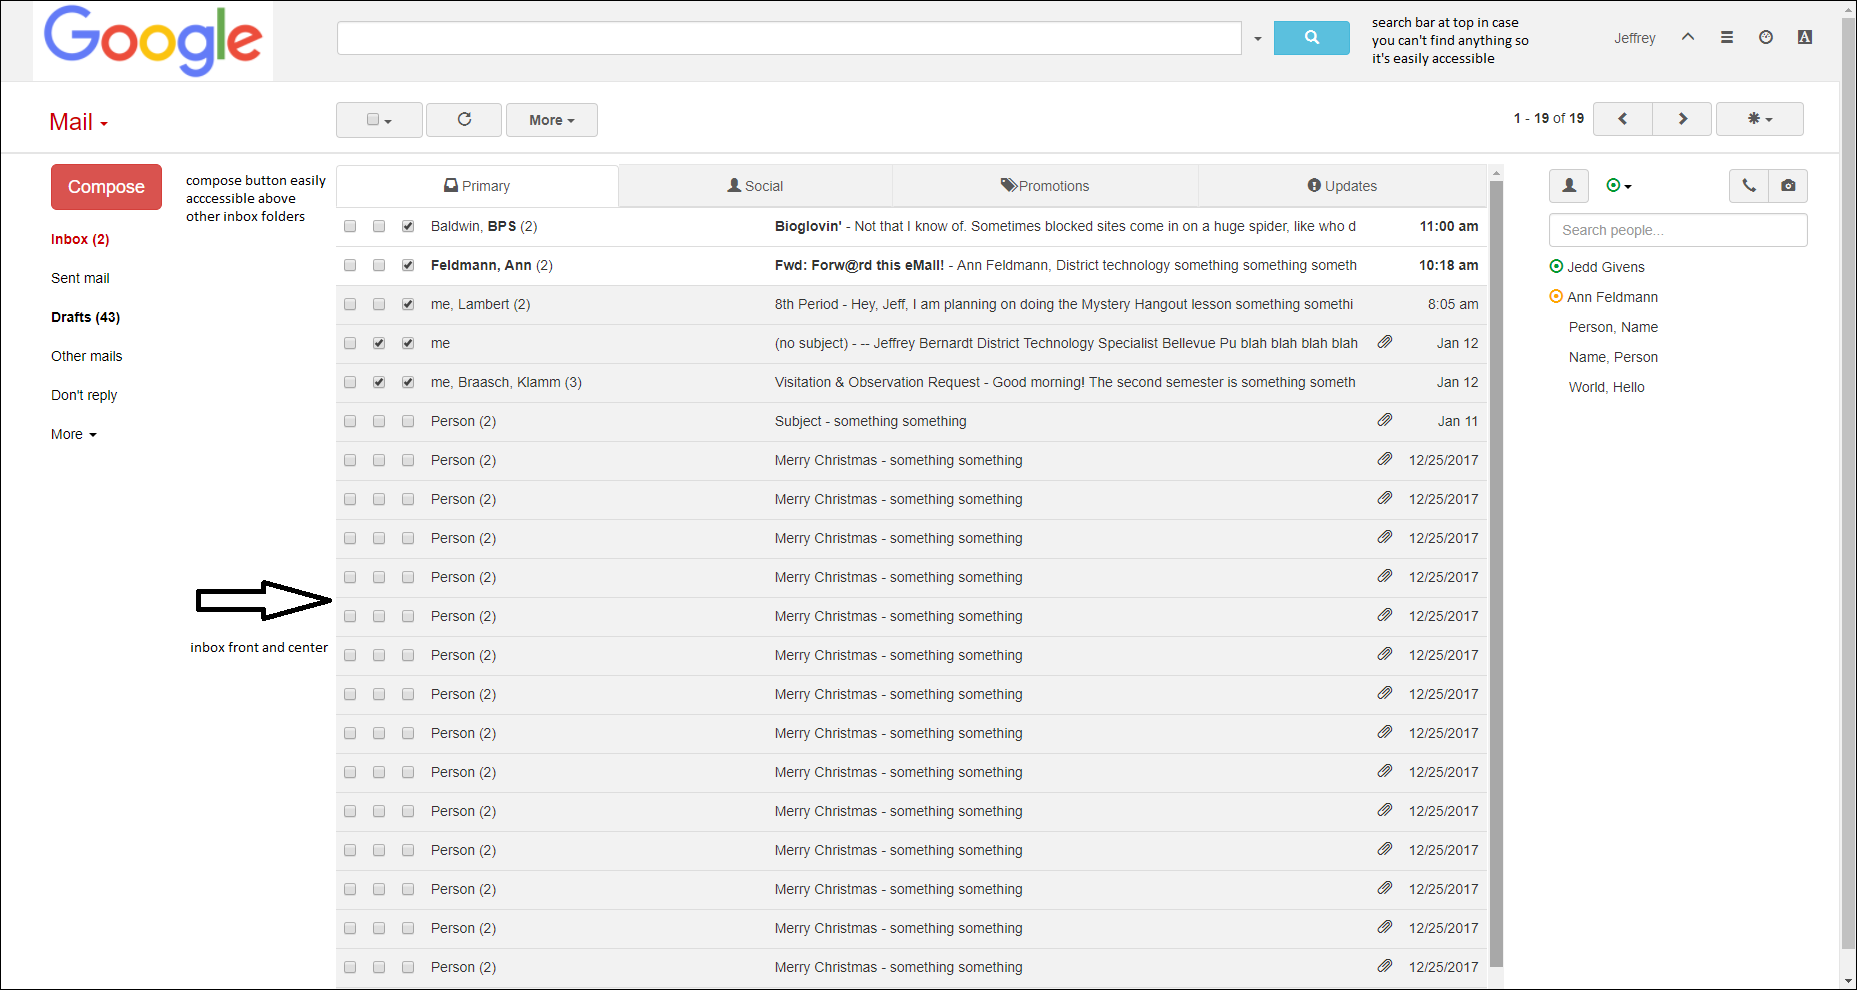 Google
search bar at top in case
you can't find anything so
it's easily accessible
Jeffrey
Mail
More
1 - 19 of 19
Compose
compose button easily
acccessible above
other inbox folders
Inbox (2)
Sent mail
Drafts (43)
Other mails
Don't reply
More
inbox front and center
Primary
Social
Promotions
Updates
Baldwin, BPS (2) Bioglovin' - Not that I know of. Sometimes blocked sites come in on a huge spider, like who d 11:00 am
Feldmann, Ann (2) Fwd: Forw@rd this eMall! - Ann Feldmann, District technology something something someth 10:18 am
me, Lambert (2) 8th Period - Hey, Jeff, I am planning on doing the Mystery Hangout lesson something somethi 8:05 am
me (no subject) - -- Jeffrey Bernardt District Technology Specialist Bellevue Pu blah blah blah blah Jan 12
me, Braasch, Klamm (3) Visitation & Observation Request - Good morning! The second semester is something someth Jan 12
Person (2) Subject - something something Jan 11
Person (2) Merry Christmas - something something 12/25/2017
Person (2) Merry Christmas - something something 12/25/2017
Person (2) Merry Christmas - something something 12/25/2017
Person (2) Merry Christmas - something something 12/25/2017
Person (2) Merry Christmas - something something 12/25/2017
Person (2) Merry Christmas - something something 12/25/2017
Person (2) Merry Christmas - something something 12/25/2017
Person (2) Merry Christmas - something something 12/25/2017
Person (2) Merry Christmas - something something 12/25/2017
Person (2) Merry Christmas - something something 12/25/2017
Person (2) Merry Christmas - something something 12/25/2017
Person (2) Merry Christmas - something something 12/25/2017
Person (2) Merry Christmas - something something 12/25/2017
Person (2) Merry Christmas - something something 12/25/2017
Search people...
Jedd Givens
Ann Feldmann
Person, Name
Name, Person
World, Hello